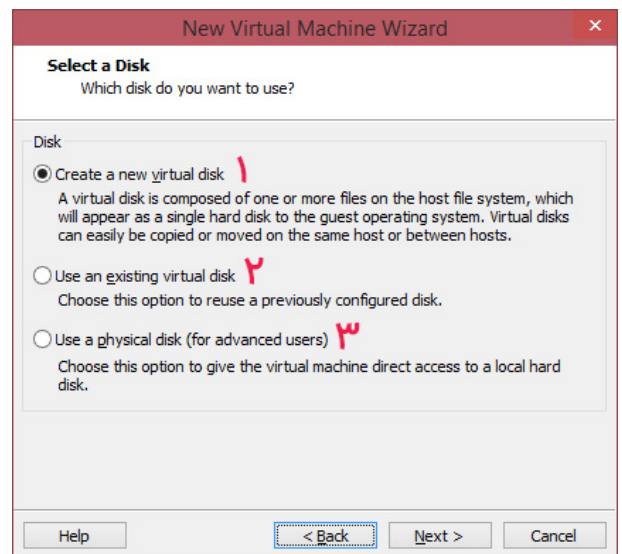 New Virtual Machine Wizard
Select a Disk
Which disk do you want to use?
Disk
Create a new virtual disk ۱
A virtual disk is composed of one or more files on the host file system, which
will appear as a single hard disk to the guest operating system. Virtual disks
can easily be copied or moved on the same host or between hosts.
Use an existing virtual disk ۲
Choose this option to reuse a previously configured disk.
Use a physical disk (for advanced users) ۳
Choose this option to give the virtual machine direct access to a local hard
disk.
Help
< Back
Next >
Cancel